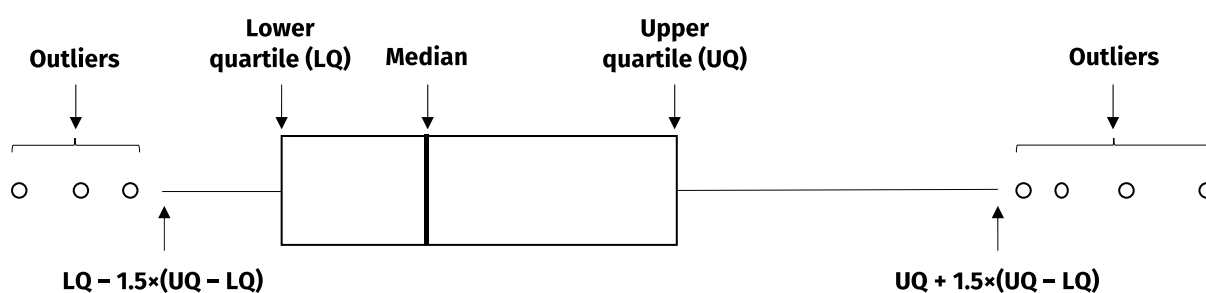 Outliers
Lower
quartile (LQ)
Median
Upper
quartile (UQ)
Outliers
LQ – 1.5×(UQ – LQ)
UQ + 1.5×(UQ – LQ)